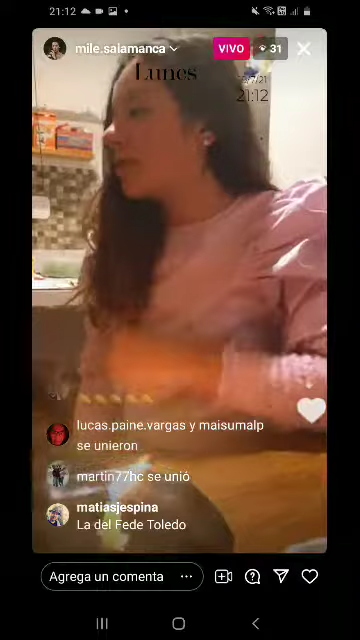 21:12
mile.salamanca
VIVO
31
Lunes
21:12
lucas.paine.vargas y maisumalp
se unieron
martin77hc se unió
matiasjespina
La del Fede Toledo
Agrega un comentario